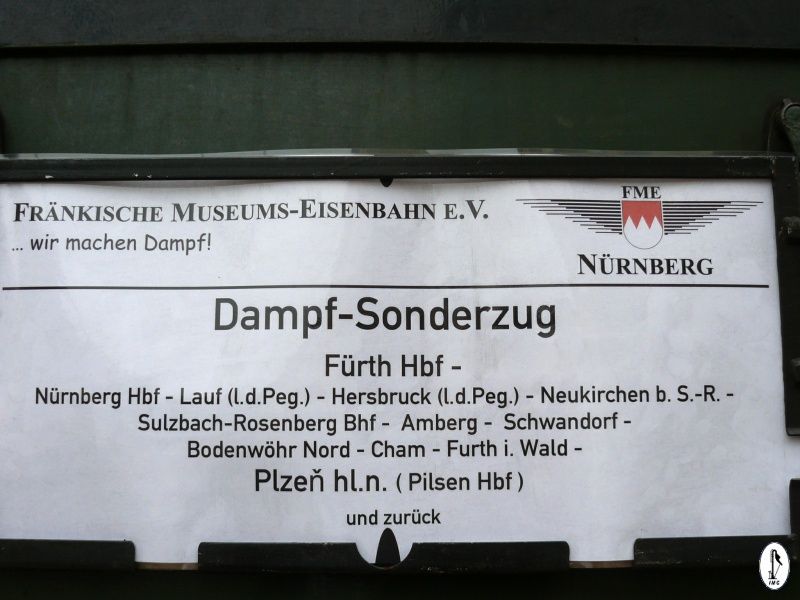 FRÄNKISCHE MUSEUMS-EISENBAHN E.V.
... wir machen Dampf!
FME
NÜRNBERG
Dampf-Sonderzug
Fürth Hbf -
Nürnberg Hbf - Lauf (l.d.Peg.) - Hersbruck (l.d.Peg.) - Neukirchen b. S.-R. -
Sulzbach-Rosenberg Bhf - Amberg - Schwandorf -
Bodenwöhr Nord - Cham - Furth i. Wald -
Plzeň hl.n. ( Pilsen Hbf )
und zurück